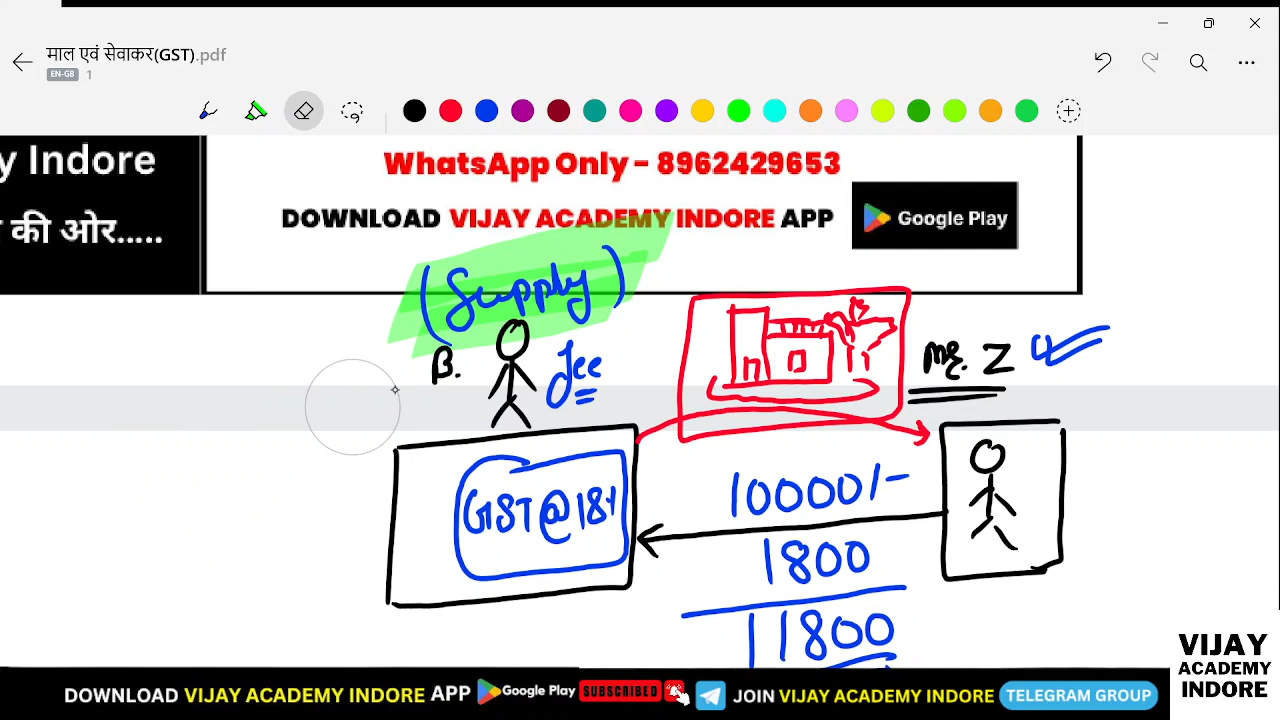 माल एवं सेवाकर(GST).pdf
EN-GB 1
y Indore
की ओर.....
WhatsApp Only - 8962429653
DOWNLOAD VIJAY ACADEMY INDORE APP
Google Play
(Supply)
B.
Mr. Z
GST@18%
10000/-
1800
11800
VIJAY
ACADEMY
INDORE
DOWNLOAD VIJAY ACADEMY INDORE APP Google Play SUBSCRIBED JOIN VIJAY ACADEMY INDORE TELEGRAM GROUP